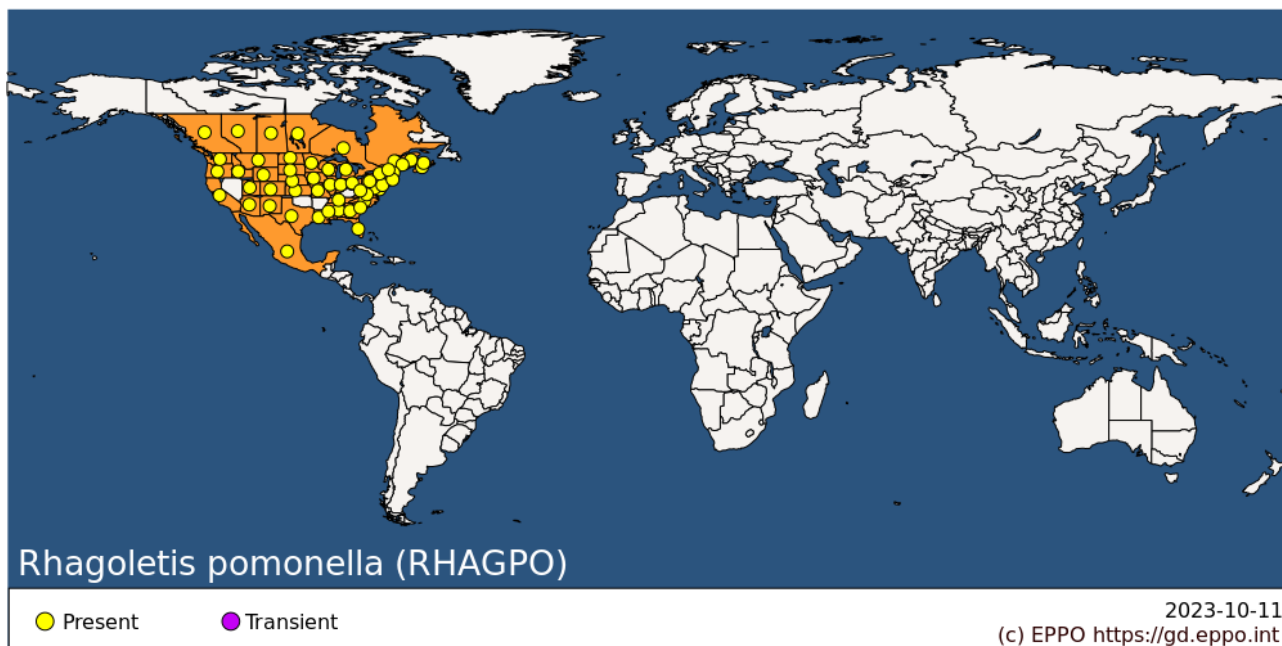 Rhagoletis pomonella (RHAGPO)
Present
Transient
2023-10-11
(c) EPPO https://gd.eppo.int